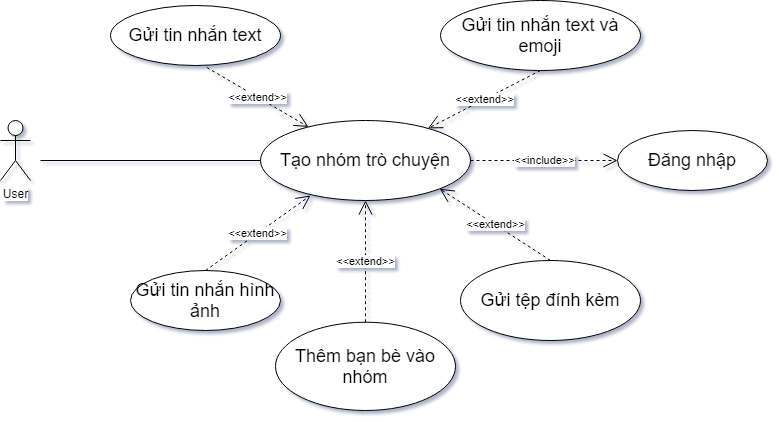 Gửi tin nhắn text
Gửi tin nhắn text và
emoji
<<extend>>
<<extend>>
Tạo nhóm trò chuyện
<<include>>
Đăng nhập
User
<<extend>>
<<extend>>
<<extend>>
Gửi tin nhắn hình
ảnh
Gửi tệp đính kèm
Thêm bạn bè vào
nhóm